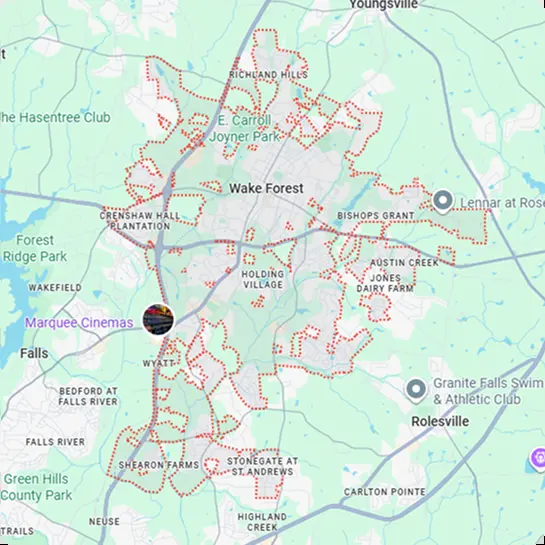 Youngsville
t
RICHLAND HILLS
he Hasentree Club
E. Carroll
Joyner Park
Wake Forest
Lennar at Rose
CRENSHAW HALL
PLANTATION
BISHOPS GRANT
Forest
Ridge Park
AUSTIN CREEK
HOLDING
VILLAGE
JONES
DAIRY FARM
WAKEFIELD
Marquee Cinemas
Falls
WYATT
BEDFORD AT
FALLS RIVER
Granite Falls Swim
& Athletic Club
Rolesville
FALLS RIVER
SHEARON FARMS
STONEGATE AT
ST. ANDREWS
Green Hills
County Park
CARLTON POINTE
NEUSE
HIGHLAND
CREEK
TRAILS